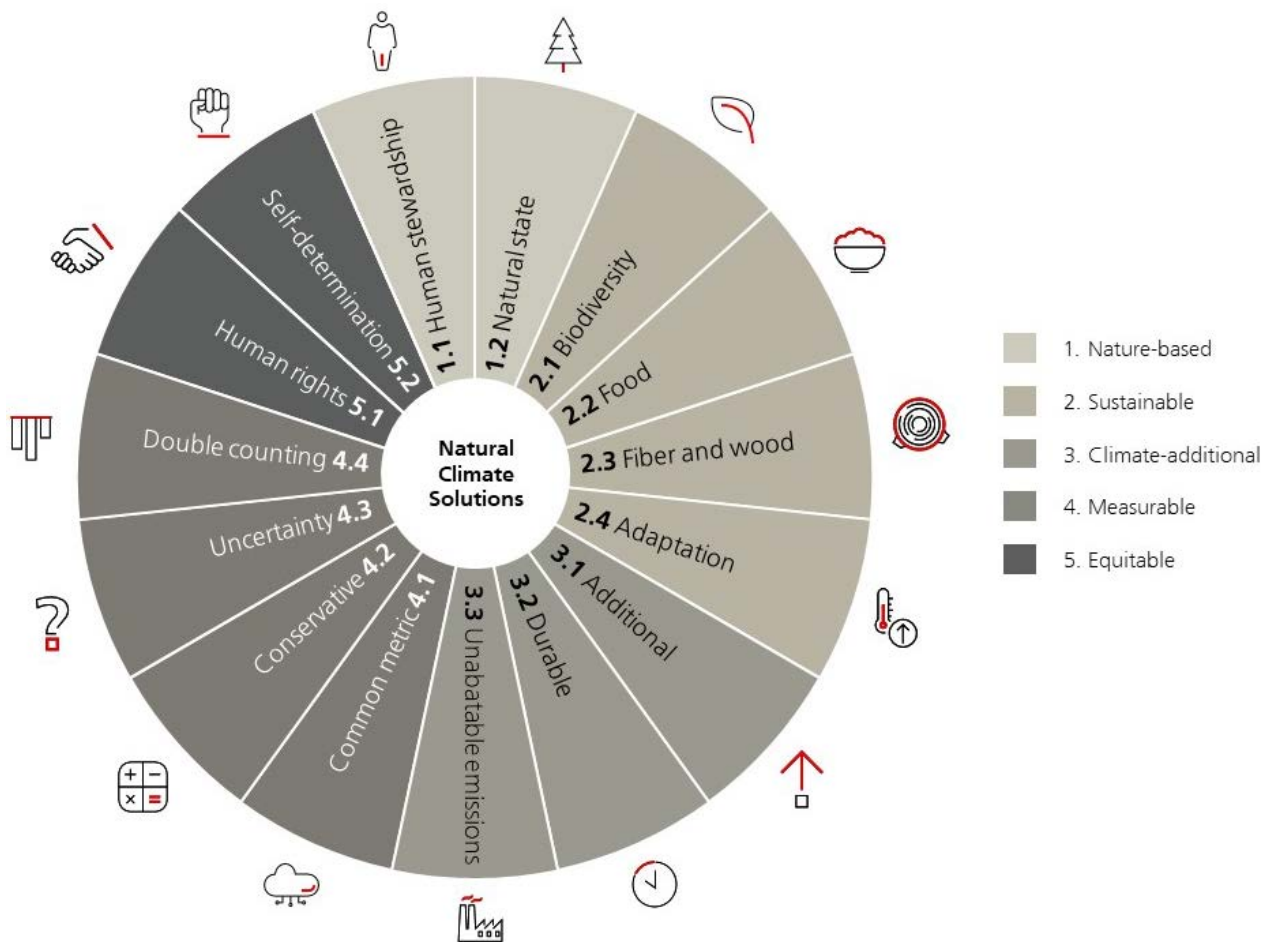 Natural
Climate
Solutions
1.1 Human stewardship
1.2 Natural state
2.1 Biodiversity
2.2 Food
2.3 Fiber and wood
2.4 Adaptation
3.1 Additional
3.2 Durable
3.3 Unabatable emissions
Common metric 4.1
Conservative 4.2
Uncertainty 4.3
Double counting 4.4
Human rights 5.1
Self-determination 5.2
1. Nature-based
2. Sustainable
3. Climate-additional
4. Measurable
5. Equitable